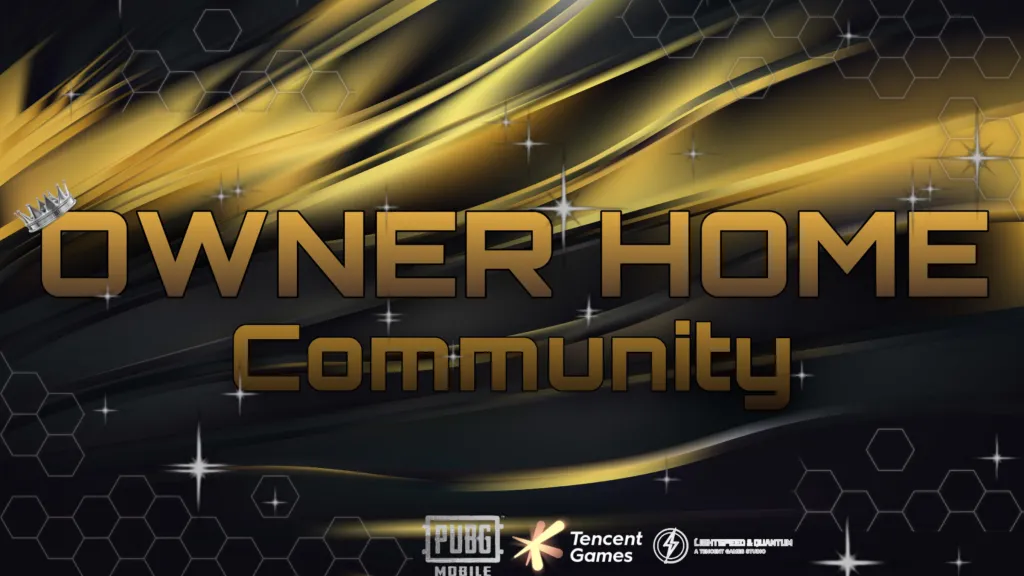 OWNER HOME
Community
PUBG
MOBILE
Tencent
Games
LIGHTSPEED & QUANTUM
A TENCENT GAMES STUDIO